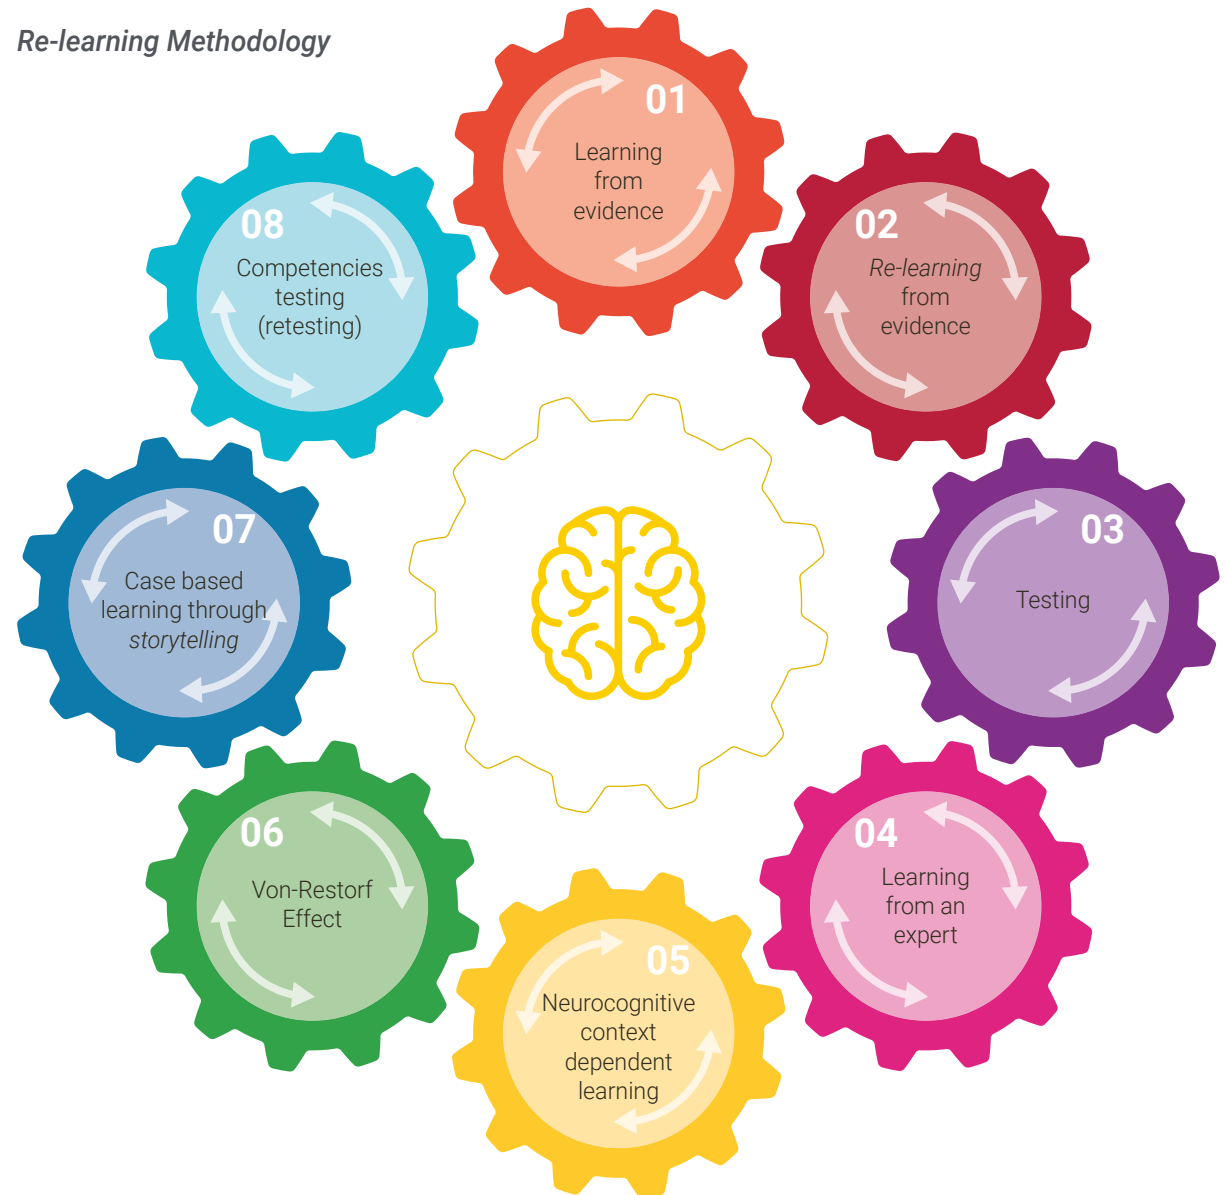 Re-learning Methodology
01
Learning
from
evidence
02
Re-learning
from
evidence
03
Testing
04
Learning
from an
expert
05
Neurocognitive
context
dependent
learning
06
Von-Restorf
Effect
07
Case based
learning through
storytelling
08
Competencies
testing
(retesting)